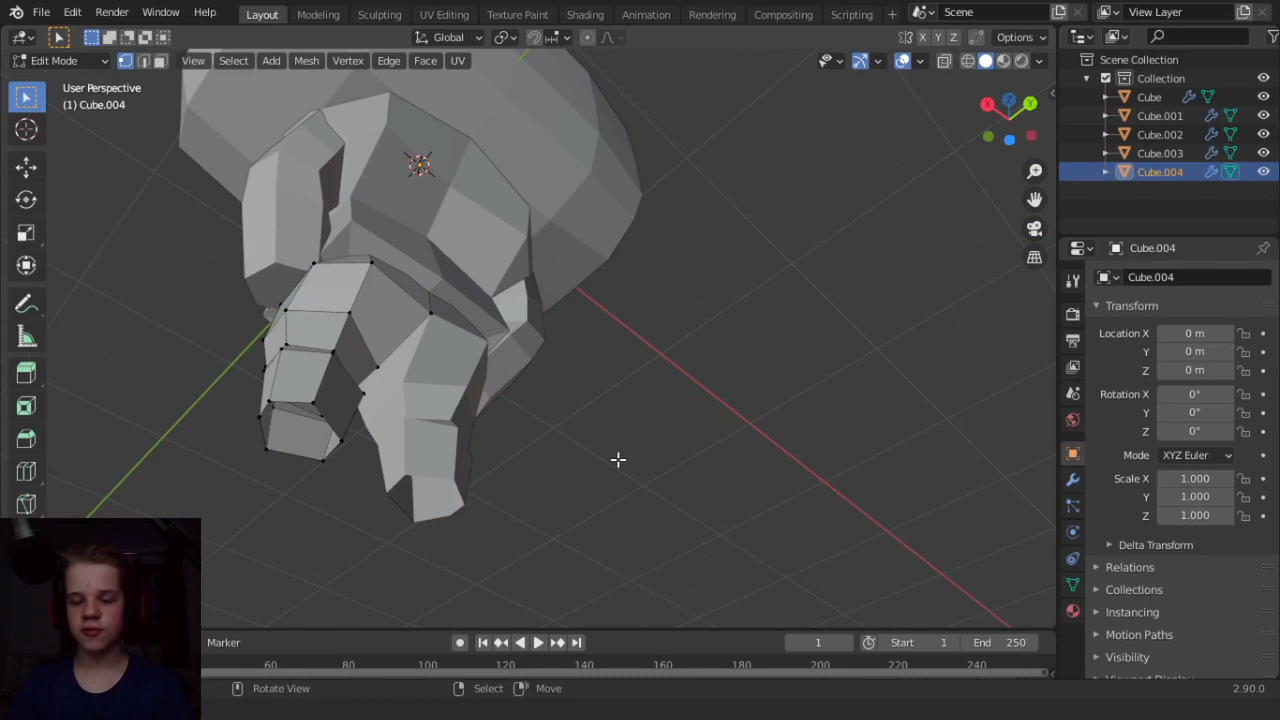 File Edit Render Window Help Layout Modeling Sculpting UV Editing Texture Paint Shading Animation Rendering Compositing Scripting + Scene View Layer
Global Options
Edit Mode View Select Add Mesh Vertex Edge Face UV X Y Z
User Perspective
(1) Cube.004
X Y Z
Scene Collection
Collection
Cube
Cube.001
Cube.002
Cube.003
Cube.004
Cube.004
Cube.004
Transform
Location X 0 m
Y 0 m
Z 0 m
Rotation X 0°
Y 0°
Z 0°
Mode XYZ Euler
Scale X 1.000
Y 1.000
Z 1.000
Delta Transform
Relations
Collections
Instancing
Motion Paths
Visibility
Marker 1 Start 1 End 250
60 80 100 120 140 160 180 200 220 240
Rotate View Select Move 2.90.0